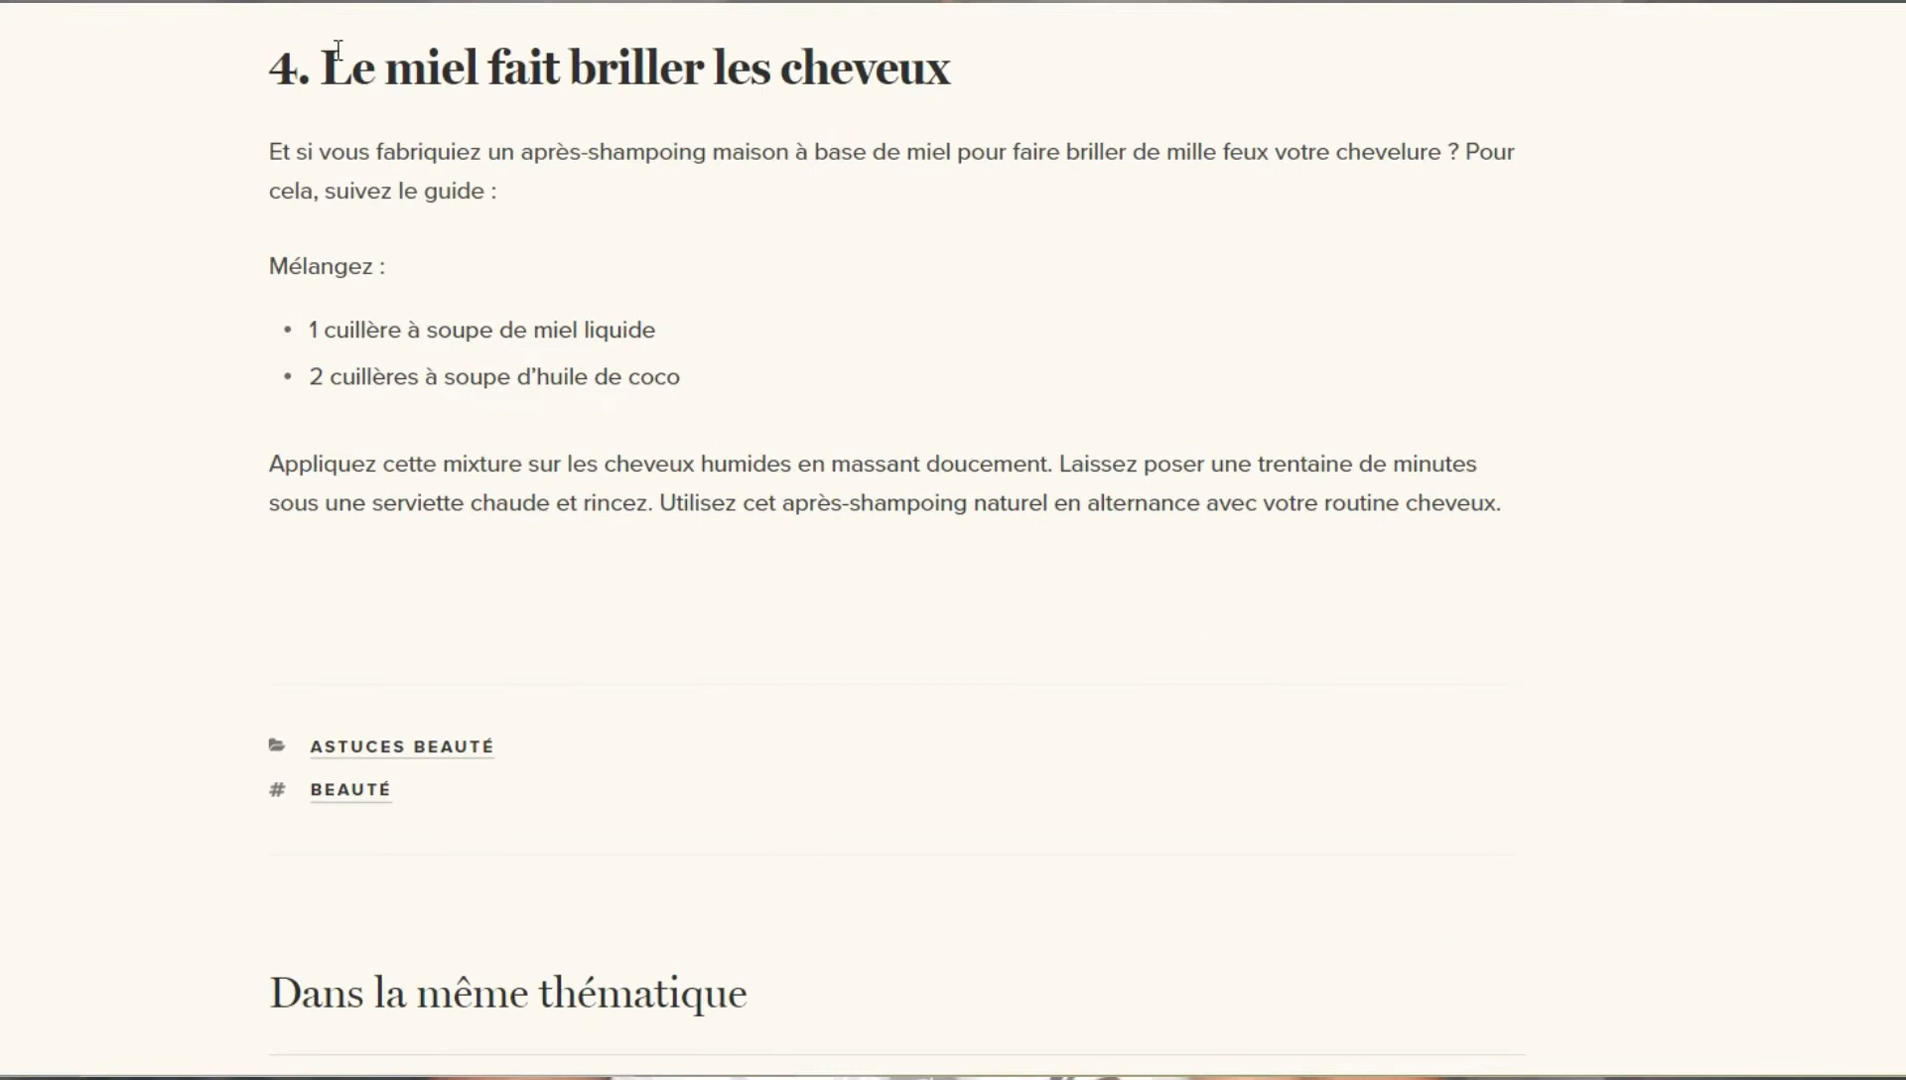 4. Le miel fait briller les cheveux
Et si vous fabriquiez un après-shampoing maison à base de miel pour faire briller de mille feux votre chevelure ? Pour
cela, suivez le guide :
Mélangez :
• 1 cuillère à soupe de miel liquide
• 2 cuillères à soupe d’huile de coco
Appliquez cette mixture sur les cheveux humides en massant doucement. Laissez poser une trentaine de minutes
sous une serviette chaude et rincez. Utilisez cet après-shampoing naturel en alternance avec votre routine cheveux.
ASTUCES BEAUTÉ
# BEAUTÉ
Dans la même thématique